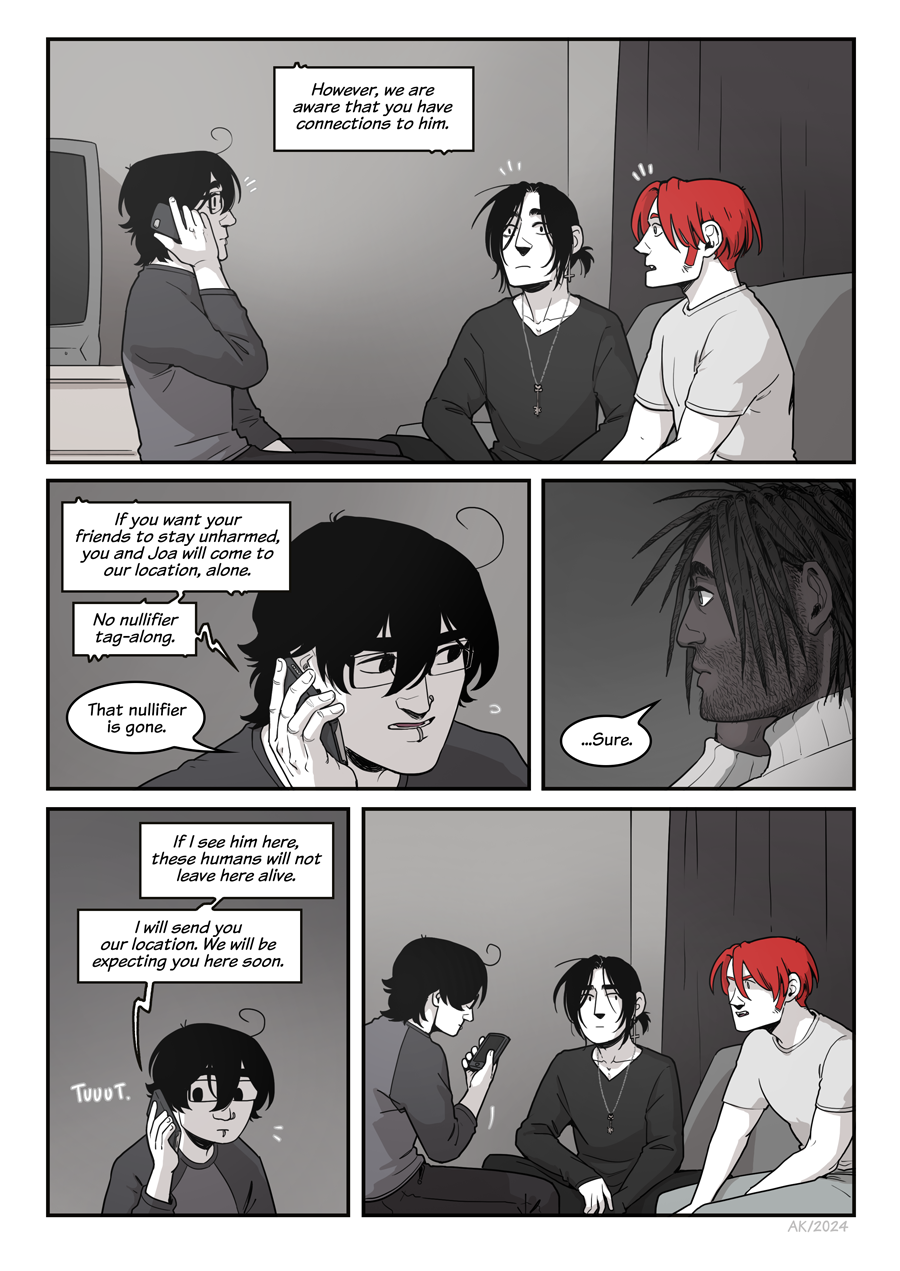 However, we are
aware that you have
connections to him.
If you want your
friends to stay unharmed,
you and Joa will come to
our location, alone.
No nullifier
tag-along.
That nullifier
is gone.
...Sure.
If I see him here,
these humans will not
leave here alive.
I will send you
our location. We will be
expecting you here soon.
TUUUT.
AK/2024